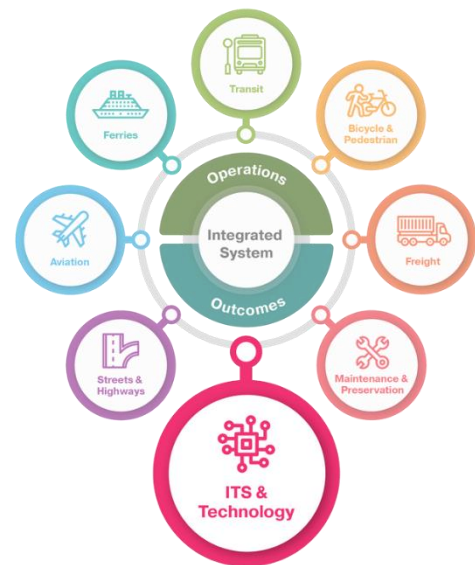 Transit
Ferries
Bicycle &
Pedestrian
Operations
Aviation
Integrated
System
Freight
Outcomes
Streets &
Highways
Maintenance &
Preservation
ITS &
Technology